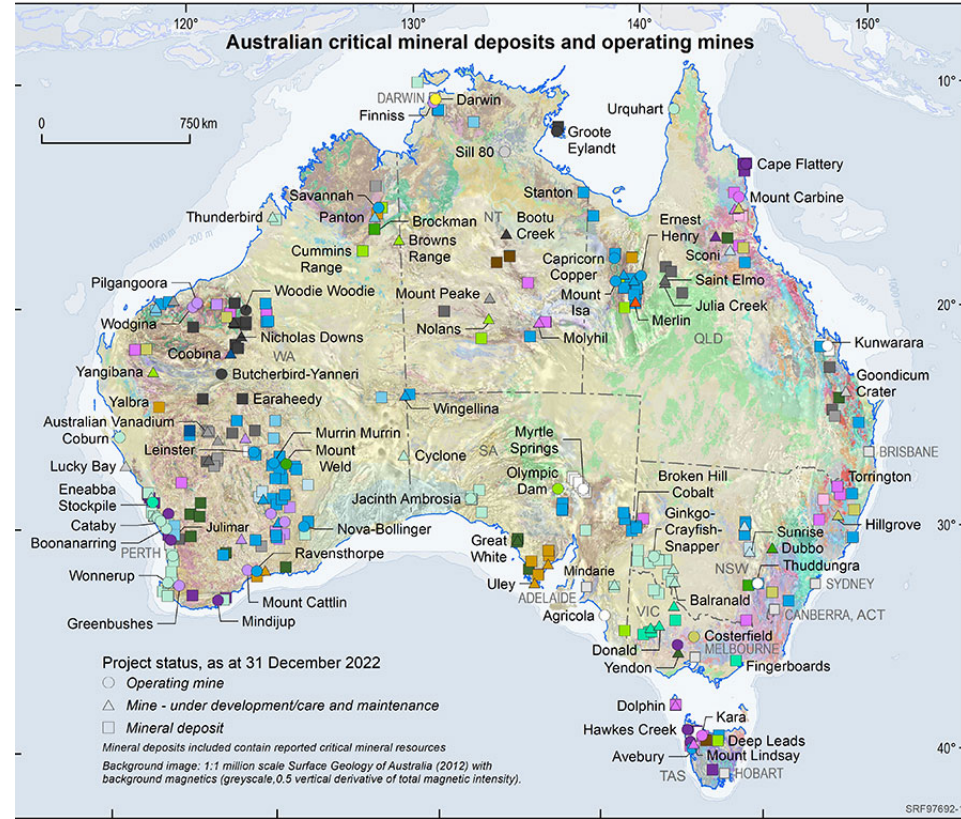 120°
130°
140°
150°
Australian critical mineral deposits and operating mines
10°
0
750 km
DARWIN
Darwin
Finniss
Urquhart
Groote
Eylandt
Sill 80
Cape Flattery
Savannah
Stanton
Mount Carbine
Thunderbird
Panton
Brockman
NT
Bootu
Creek
Ernest
Henry
Cummins
Range
Browns
Range
Capricorn
Copper
Sconi
Pilgangoora
Woodie Woodie
Mount Peake
Mount
Isa
Saint Elmo
Julia Creek
20°
Wodgina
Nicholas Downs
Nolans
Merlin
Molyhil
QLD
Kunwarara
Coobina
WA
Yangibana
Butcherbird-Yanneri
Goondicum
Crater
Yalbra
Earaheedy
Wingellina
Australian Vanadium
Coburn
Murrin Murrin
Myrtle
Springs
BRISBANE
Leinster
Mount
Weld
Cyclone
SA
Lucky Bay
Olympic
Dam
Broken Hill
Cobalt
Torrington
Eneabba
Stockpile
Jacinth Ambrosia
Ginkgo-
Crayfish-
Snapper
Cataby
Julimar
Nova-Bollinger
Hillgrove
30°
Boonanarring
Great
White
Sunrise
Dubbo
PERTH
Ravensthorpe
Mindarie
NSW
Thuddungra
Wonnerup
Uley
SYDNEY
ADELAIDE
Balranald
CANBERRA, ACT
Greenbushes
Mount Cattlin
Agricola
VIC
Mindijup
Donald
Costerfield
MELBOURNE
Yendon
Fingerboards
Project status, as at 31 December 2022
Operating mine
Mine - under development/care and maintenance
Mineral deposit
Mineral deposits included contain reported critical mineral resources
Background image: 1:1 million scale Surface Geology of Australia (2012) with
background magnetics (greyscale,0.5 vertical derivative of total magnetic intensity).
Dolphin
Kara
Hawkes Creek
Deep Leads
Avebury
Mount Lindsay
40°
TAS
HOBART
1000 m
200 m
SRF97692-1